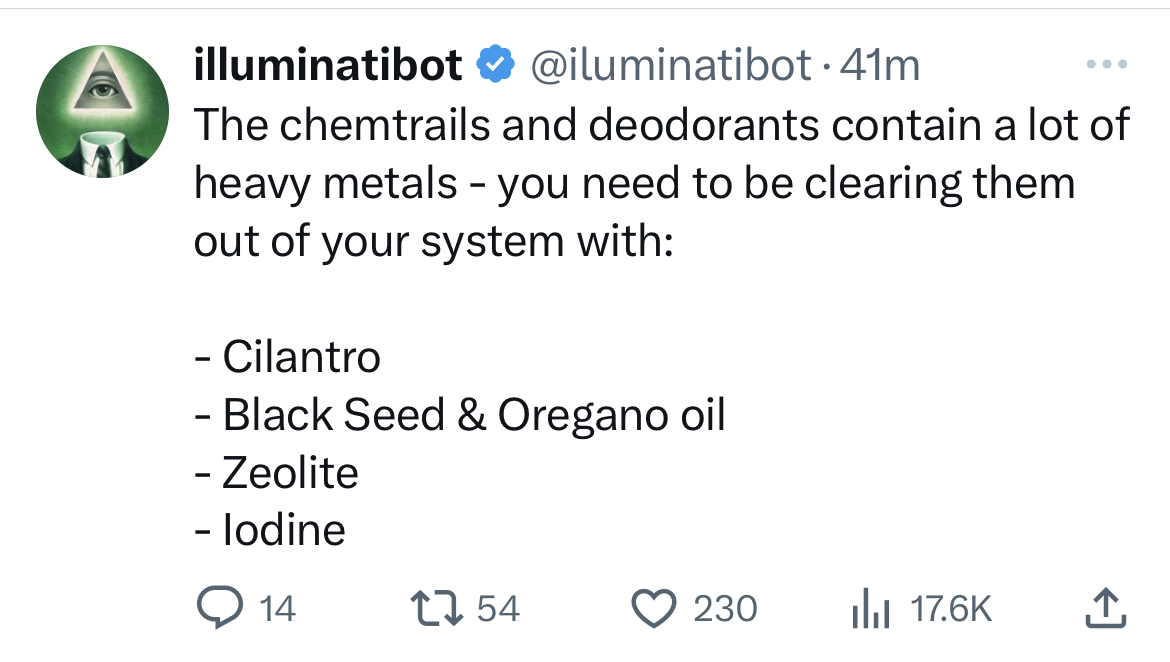 illuminatibot @iluminatibot · 41m
The chemtrails and deodorants contain a lot of
heavy metals - you need to be clearing them
out of your system with:
- Cilantro
- Black Seed & Oregano oil
- Zeolite
- Iodine
14 54 230 17.6K